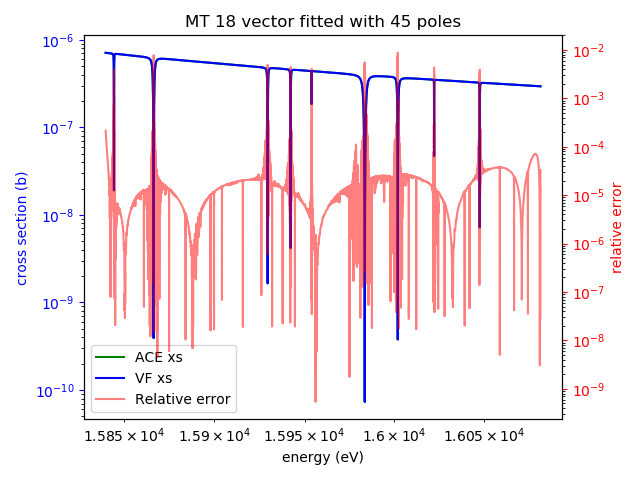 MT 18 vector fitted with 45 poles
10⁻⁶
10⁻⁷
10⁻⁸
10⁻⁹
10⁻¹⁰
cross section (b)
10⁻²
10⁻³
10⁻⁴
10⁻⁵
10⁻⁶
10⁻⁷
10⁻⁸
10⁻⁹
relative error
ACE xs
VF xs
Relative error
1.585 × 10⁴
1.59 × 10⁴
1.595 × 10⁴
1.6 × 10⁴
1.605 × 10⁴
energy (eV)